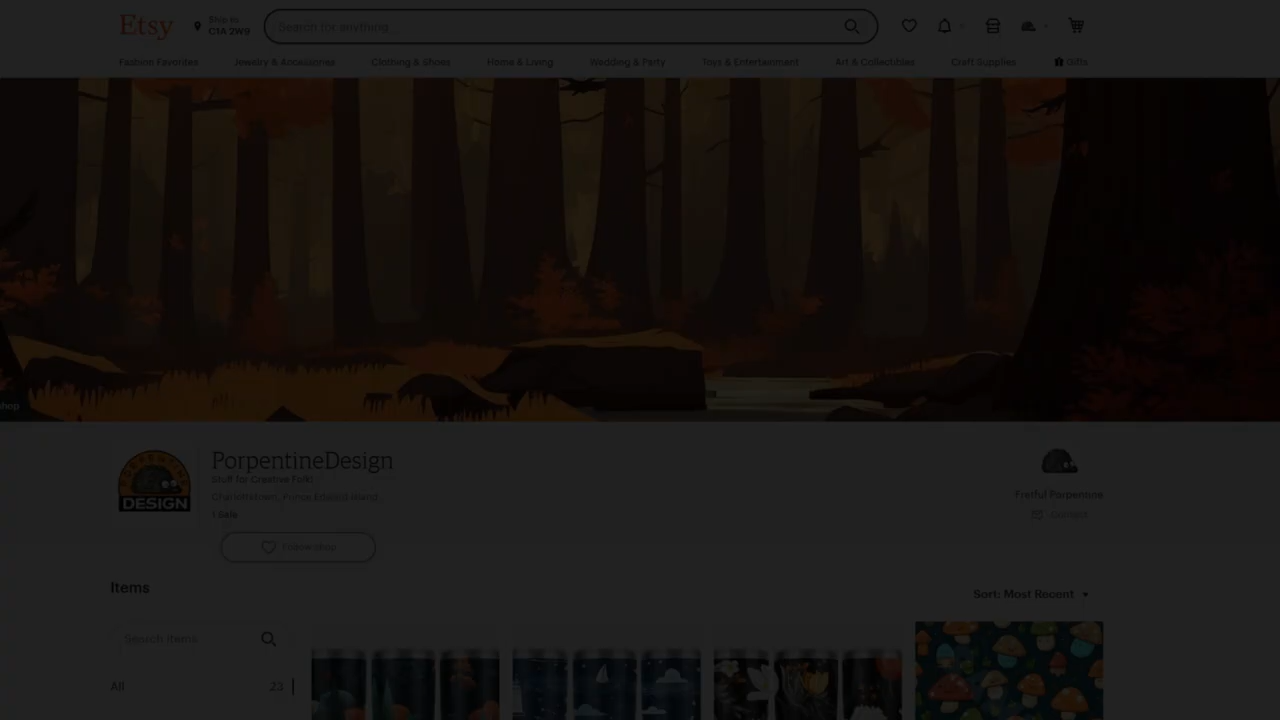 Etsy
Ship to
C1A 2W9
Search for anything
Fashion Favorites
Jewelry & Accessories
Clothing & Shoes
Home & Living
Wedding & Party
Toys & Entertainment
Art & Collectibles
Craft Supplies
Gifts
shop
PORPENTINE
DESIGN
PorpentineDesign
Stuff for Creative Folk!
Charlottetown, Prince Edward Island
1 Sale
Follow shop
Fretful Porpentine
Contact
Items
Sort: Most Recent
Search items
All 23